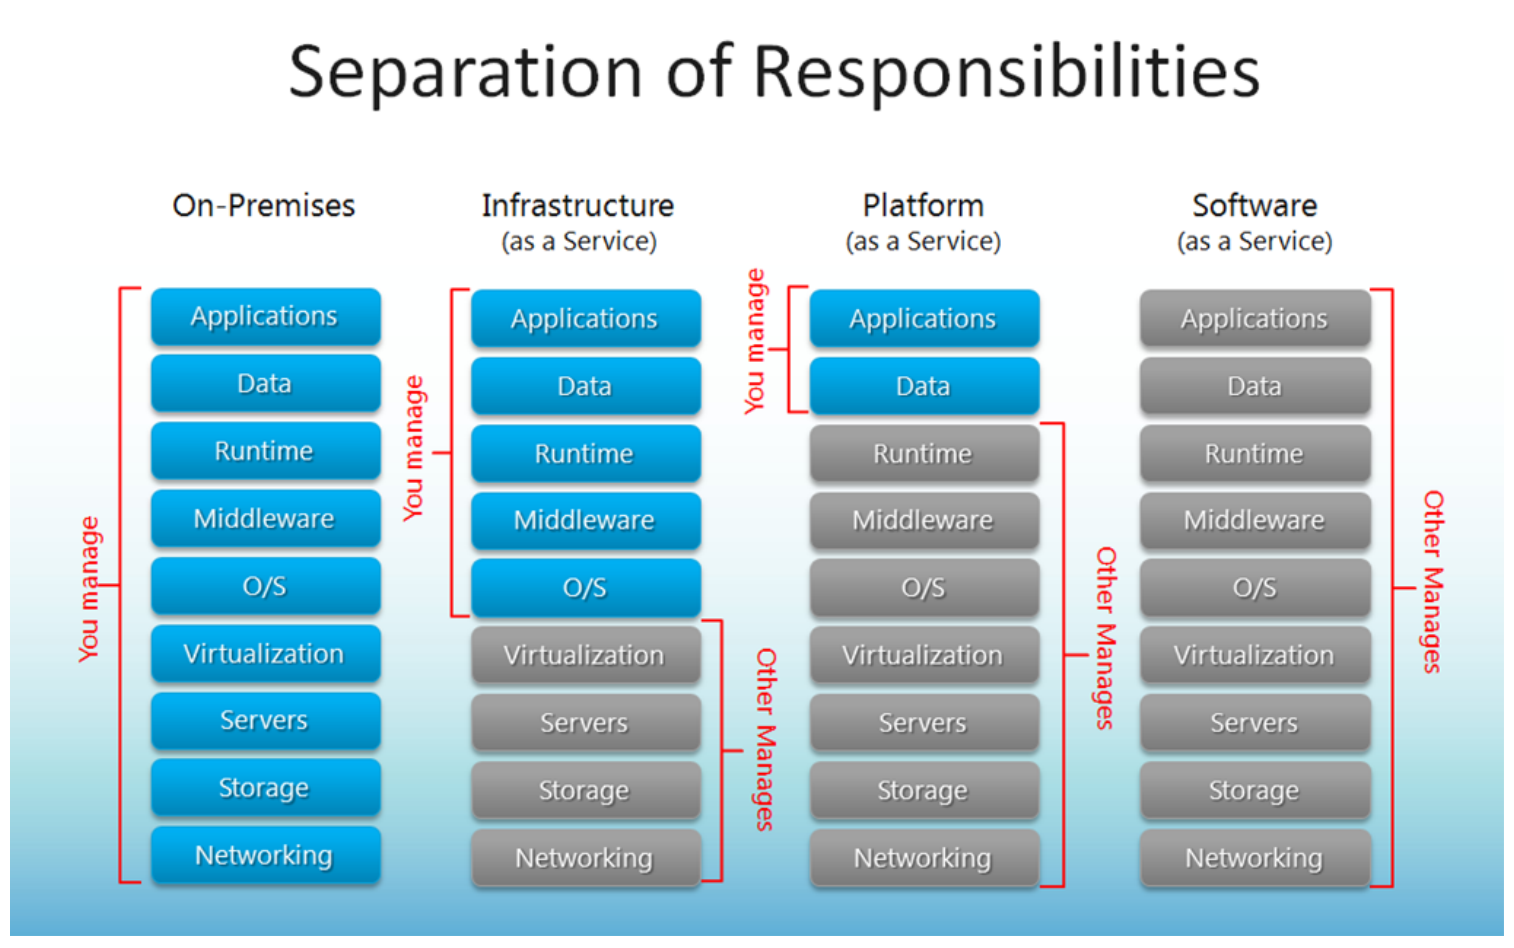 Separation of Responsibilities
On-Premises
You manage
Applications
Data
Runtime
Middleware
O/S
Virtualization
Servers
Storage
Networking
Infrastructure
(as a Service)
You manage
Applications
Data
Runtime
Middleware
O/S
Virtualization
Servers
Storage
Networking
Other Manages
Platform
(as a Service)
You manage
Applications
Data
Runtime
Middleware
O/S
Virtualization
Servers
Storage
Networking
Other Manages
Software
(as a Service)
Applications
Data
Runtime
Middleware
O/S
Virtualization
Servers
Storage
Networking
Other Manages